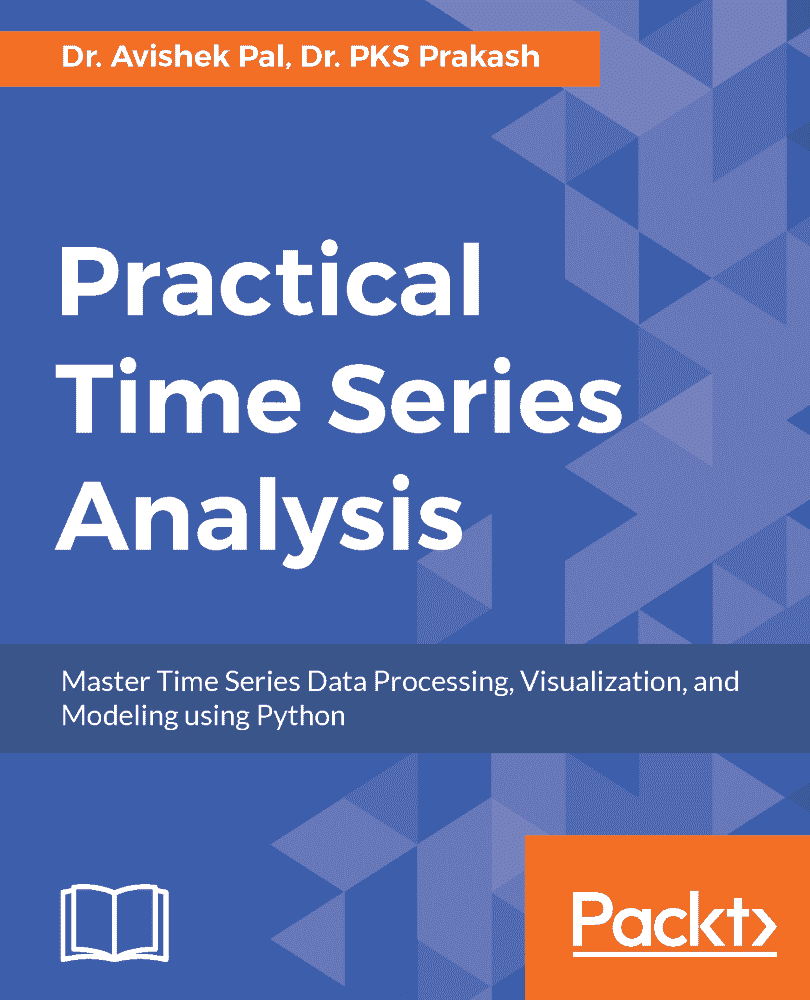 Dr. Avishek Pal, Dr. PKS Prakash
Practical
Time Series
Analysis
Master Time Series Data Processing, Visualization, and
Modeling using Python
Packt